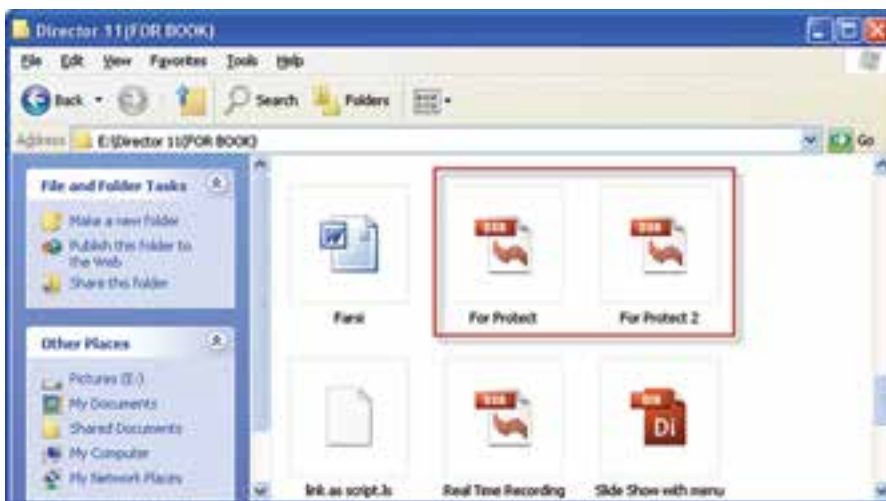 Director 11(FOR BOOK)
File Edit View Favorites Tools Help
Back Search Folders
Address E:\Director 11(FOR BOOK) Go
File and Folder Tasks
Make a new folder
Publish this folder to
the Web
Share this folder
Other Places
Pictures (E:)
My Documents
Shared Documents
My Computer
My Network Places
Farsi For Protect For Protect 2
link as script.ls Real Time Recording Slide Show with menu
Di